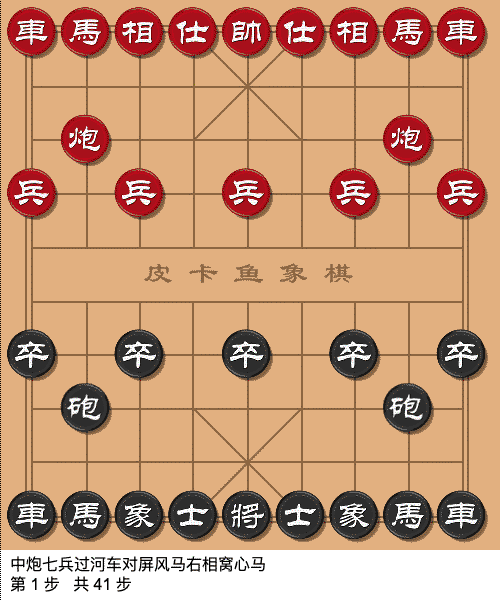 車馬相仕帥仕相馬車
炮炮
兵兵兵兵兵
皮卡鱼象棋
卒卒卒卒卒
砲砲
車馬象士將士象馬車
中炮七兵过河车对屏风马右相窝心马
第 1 步 共 41 步